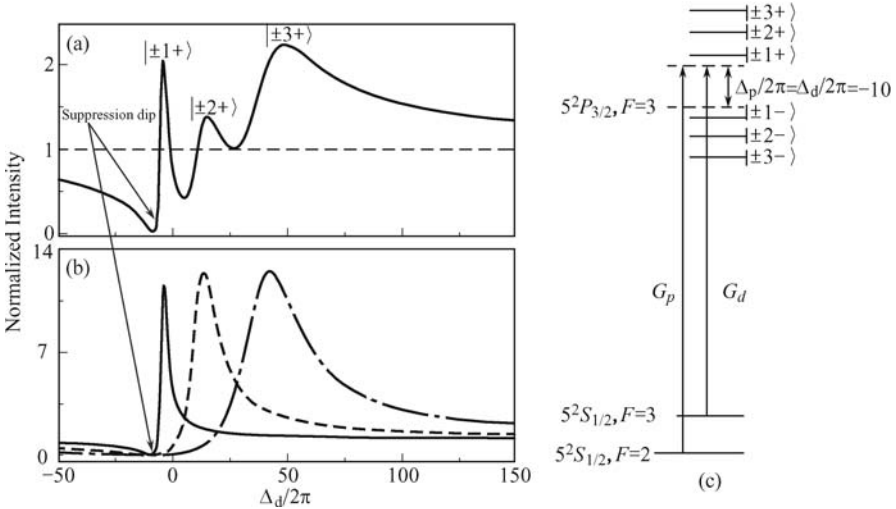 (a)
|±1+⟩
|±2+⟩
|±3+⟩
Suppression dip
2
1
0
Normalized Intensity
(b)
14
7
0
−50
0
50
100
150
Δd/2π
|±3+⟩
|±2+⟩
|±1+⟩
Δp/2π=Δd/2π=−10
5²P3/2, F=3
|±1−⟩
|±2−⟩
|±3−⟩
Gp
Gd
5²S1/2, F=3
5²S1/2, F=2
(c)